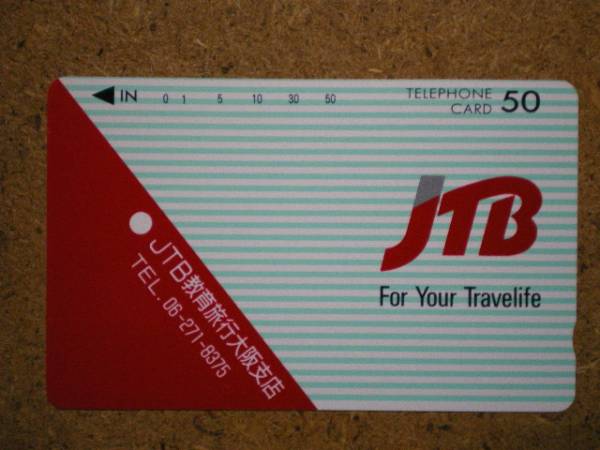 ◀IN 0 1 5 10 30 50
TELEPHONE
CARD 50
JTB
For Your Travelife
JTB教育旅行大阪支店
TEL. 06-271-8375